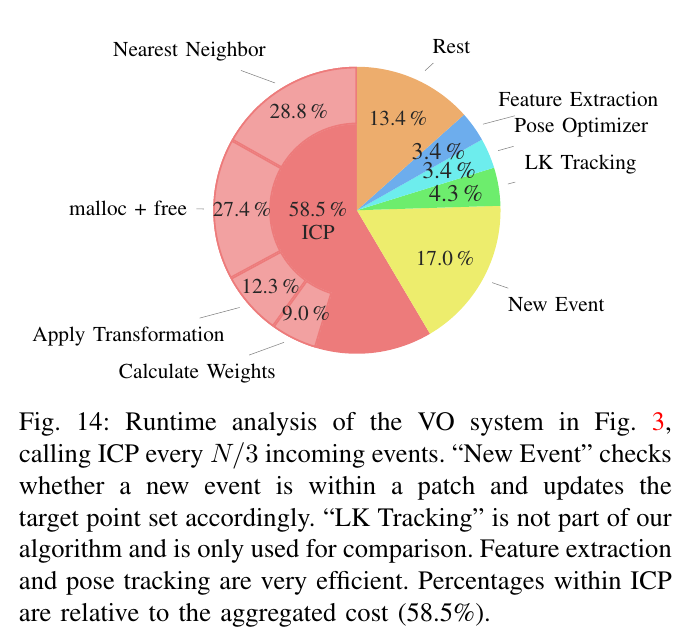 Nearest Neighbor
Rest
28.8 %
13.4 %
Feature Extraction
Pose Optimizer
3.4 %
3.4 %
LK Tracking
4.3 %
malloc + free
27.4 %
58.5 %
ICP
17.0 %
12.3 %
9.0 %
New Event
Apply Transformation
Calculate Weights
Fig. 14: Runtime analysis of the VO system in Fig. 3,
calling ICP every N/3 incoming events. “New Event” checks
whether a new event is within a patch and updates the
target point set accordingly. “LK Tracking” is not part of our
algorithm and is only used for comparison. Feature extraction
and pose tracking are very efficient. Percentages within ICP
are relative to the aggregated cost (58.5%).